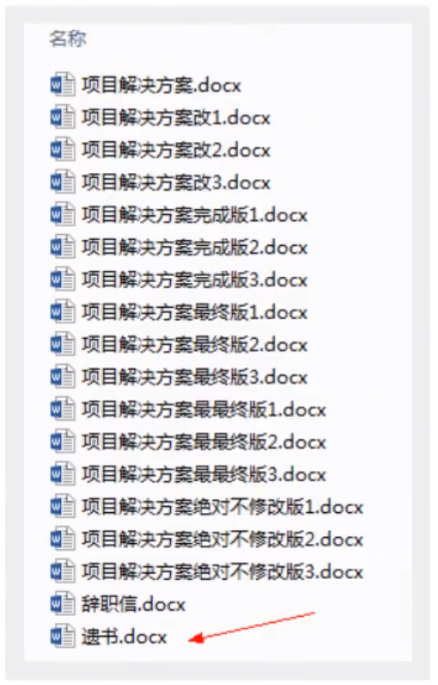 名称
项目解决方案.docx
项目解决方案改1.docx
项目解决方案改2.docx
项目解决方案改3.docx
项目解决方案完成版1.docx
项目解决方案完成版2.docx
项目解决方案完成版3.docx
项目解决方案最终版1.docx
项目解决方案最终版2.docx
项目解决方案最终版3.docx
项目解决方案最最终版1.docx
项目解决方案最最终版2.docx
项目解决方案最最终版3.docx
项目解决方案绝对不修改版1.docx
项目解决方案绝对不修改版2.docx
项目解决方案绝对不修改版3.docx
辞职信.docx
遗书.docx